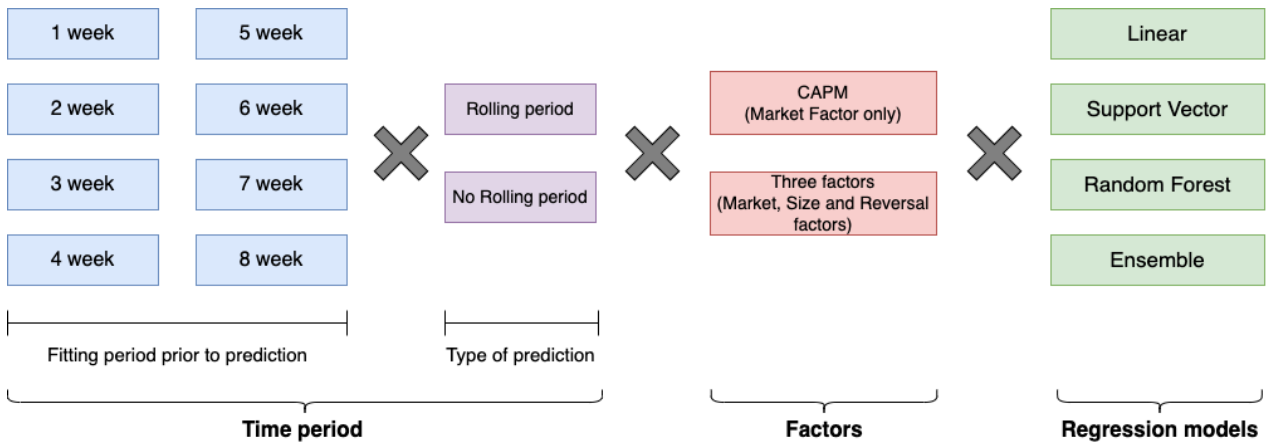 1 week
5 week
2 week
6 week
3 week
7 week
4 week
8 week
Fitting period prior to prediction
Rolling period
No Rolling period
Type of prediction
Time period
CAPM
(Market Factor only)
Three factors
(Market, Size and Reversal
factors)
Factors
Linear
Support Vector
Random Forest
Ensemble
Regression models